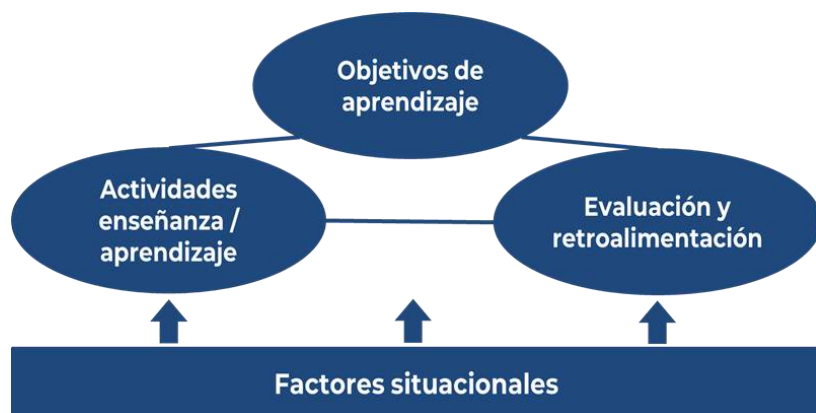 Objetivos de
aprendizaje
Actividades
enseñanza /
aprendizaje
Evaluación y
retroalimentación
Factores situacionales